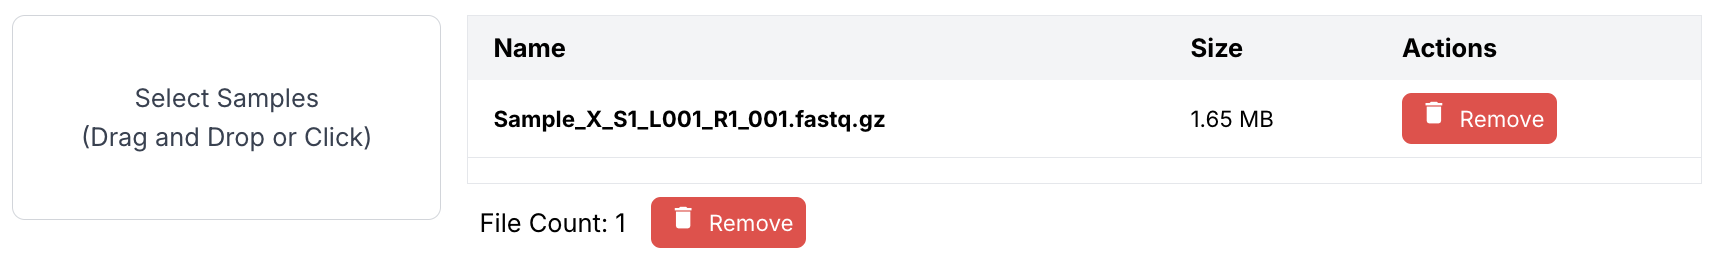 Select Samples
(Drag and Drop or Click)
Name Size Actions
Sample_X_S1_L001_R1_001.fastq.gz 1.65 MB Remove
File Count: 1 Remove